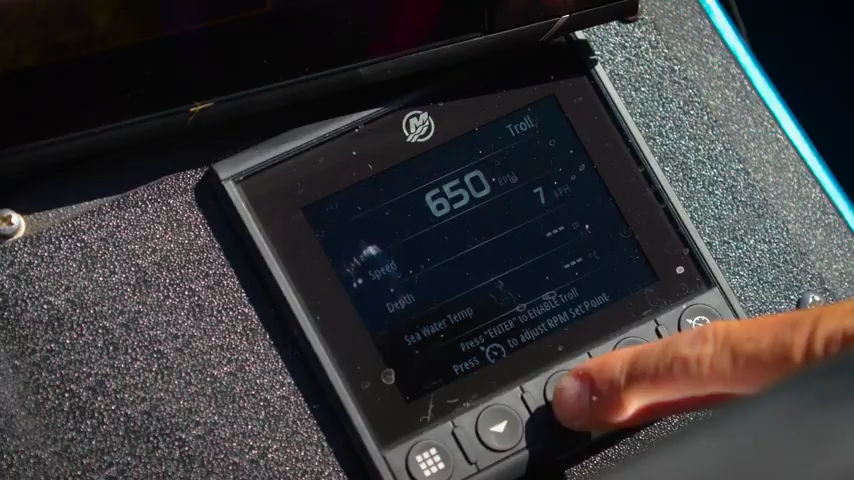 Troll
650 RPM
Speed 7 KPH
Depth ---
Sea Water Temp --- °C
Press "ENTER" to ENABLE Troll
Press to adjust RPM Set Point